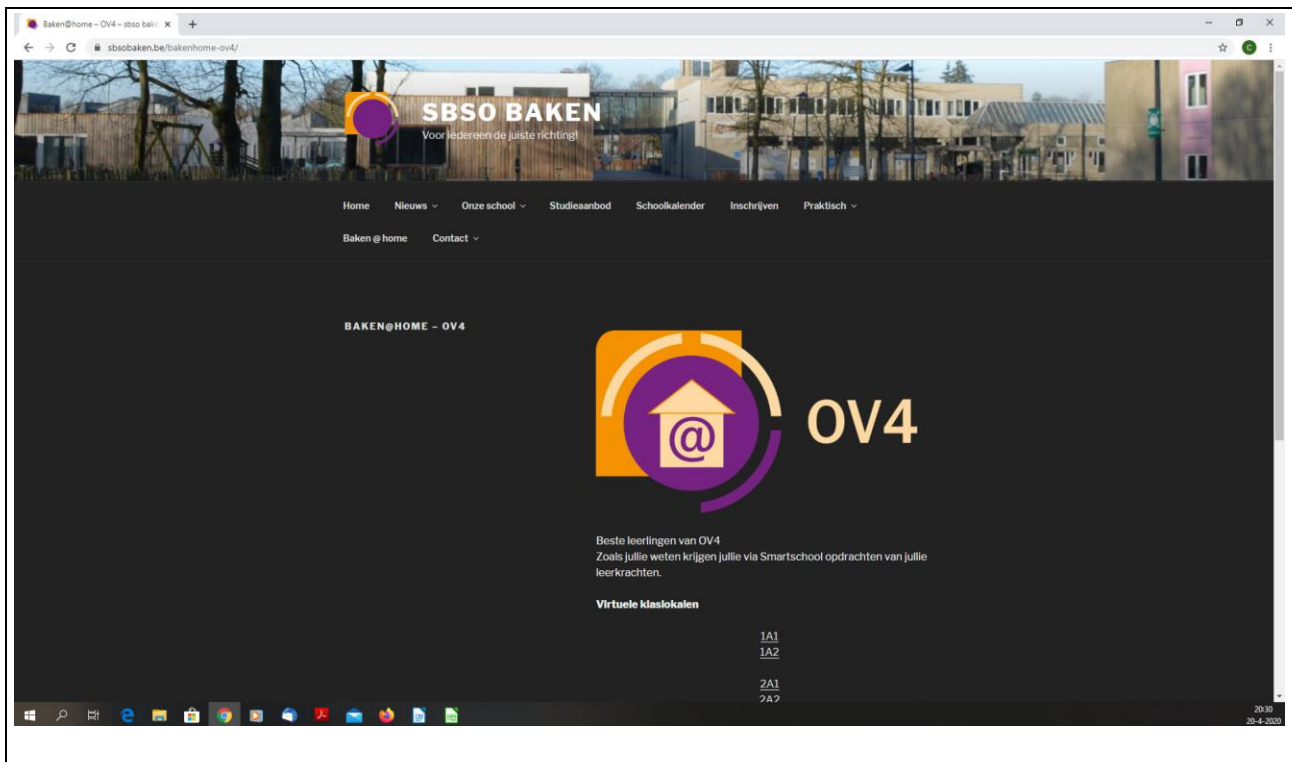 Baken@home – OV4 – sbso bak
sbsobaken.be/bakenhome-ov4/
C
SBSO BAKEN
Voor iedereen de juiste richting!
Home Nieuws Onze school Studieaanbod Schoolkalender Inschrijven Praktisch
Baken @ home Contact
BAKEN@HOME – OV4
@
OV4
Beste leerlingen van OV4
Zoals jullie weten krijgen jullie via Smartschool opdrachten van jullie
leerkrachten.
Virtuele klaslokalen
1A1
1A2
2A1
2A2
20:30
20-4-2020